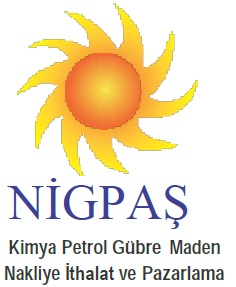 NİGPAŞ
Kimya Petrol Gübre Maden
Nakliye İthalat ve Pazarlama